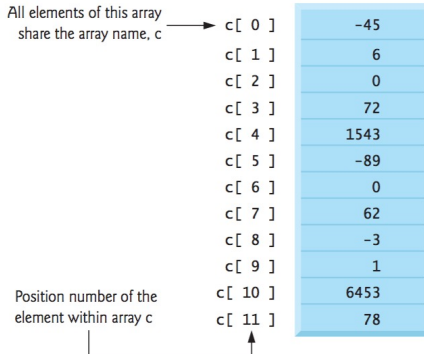 All elements of this array
share the array name, c
c[ 0 ] -45
c[ 1 ] 6
c[ 2 ] 0
c[ 3 ] 72
c[ 4 ] 1543
c[ 5 ] -89
c[ 6 ] 0
c[ 7 ] 62
c[ 8 ] -3
c[ 9 ] 1
c[ 10 ] 6453
c[ 11 ] 78
Position number of the
element within array c